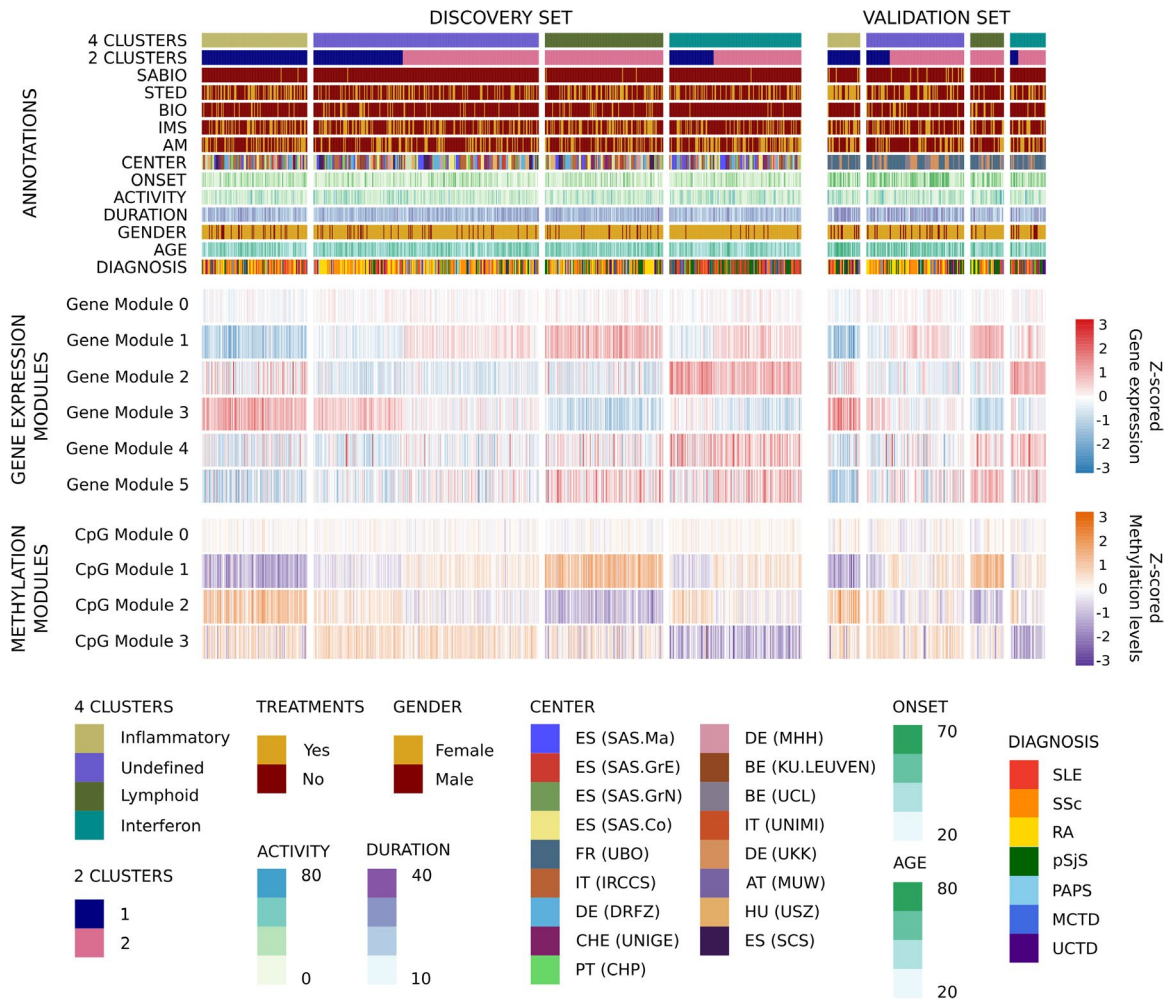 DISCOVERY SET
VALIDATION SET
ANNOTATIONS
4 CLUSTERS
2 CLUSTERS
SABIO
STED
BIO
IMS
AM
CENTER
ONSET
ACTIVITY
DURATION
GENDER
AGE
DIAGNOSIS
GENE EXPRESSION
MODULES
Gene Module 0
Gene Module 1
Gene Module 2
Gene Module 3
Gene Module 4
Gene Module 5
3
2
1
0
-1
-2
-3
Z-scored
Gene expression
METHYLATION
MODULES
CpG Module 0
CpG Module 1
CpG Module 2
CpG Module 3
3
2
1
0
-1
-2
-3
Z-scored
Methylation levels
4 CLUSTERS
Inflammatory
Undefined
Lymphoid
Interferon
2 CLUSTERS
1
2
TREATMENTS
Yes
No
GENDER
Female
Male
ACTIVITY
80
0
DURATION
40
10
CENTER
ES (SAS.Ma)
ES (SAS.GrE)
ES (SAS.GrN)
ES (SAS.Co)
FR (UBO)
IT (IRCCS)
DE (DRFZ)
CHE (UNIGE)
PT (CHP)
DE (MHH)
BE (KU.LEUVEN)
BE (UCL)
IT (UNIMI)
DE (UKK)
AT (MUW)
HU (USZ)
ES (SCS)
ONSET
70
20
AGE
80
20
DIAGNOSIS
SLE
SSc
RA
pSjS
PAPS
MCTD
UCTD